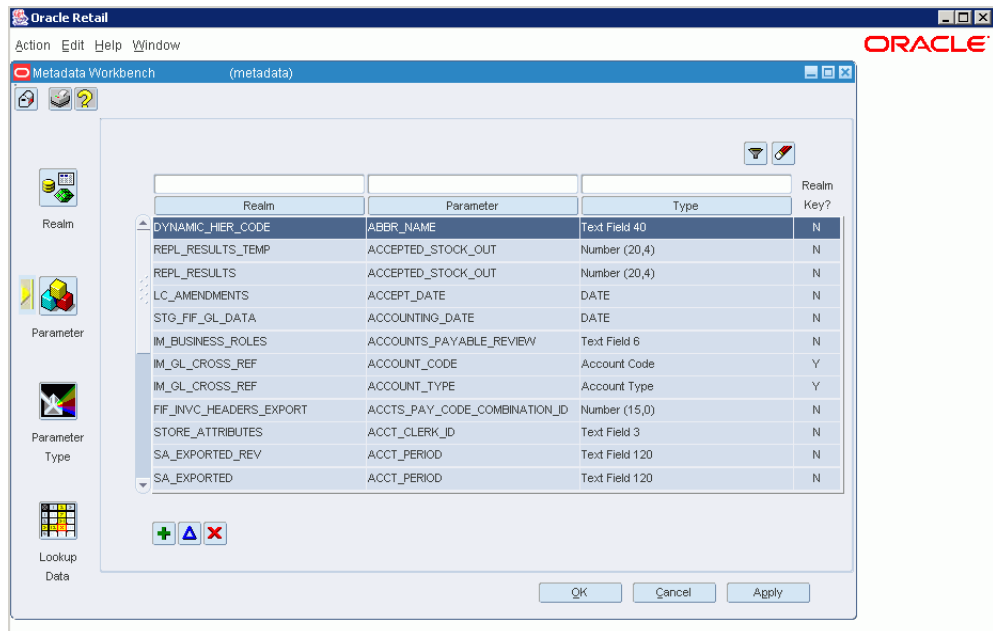 Oracle Retail
Action Edit Help Window
ORACLE
Metadata Workbench (metadata)
Realm
Parameter
Parameter Type
Lookup Data
Realm Parameter Type Realm Key?
DYNAMIC_HIER_CODE ABBR_NAME Text Field 40 N
REPL_RESULTS_TEMP ACCEPTED_STOCK_OUT Number (20,4) N
REPL_RESULTS ACCEPTED_STOCK_OUT Number (20,4) N
LC_AMENDMENTS ACCEPT_DATE DATE N
STG_FIF_GL_DATA ACCOUNTING_DATE DATE N
IM_BUSINESS_ROLES ACCOUNTS_PAYABLE_REVIEW Text Field 6 N
IM_GL_CROSS_REF ACCOUNT_CODE Account Code Y
IM_GL_CROSS_REF ACCOUNT_TYPE Account Type Y
FIF_INVC_HEADERS_EXPORT ACCTS_PAY_CODE_COMBINATION_ID Number (15,0) N
STORE_ATTRIBUTES ACCT_CLERK_ID Text Field 3 N
SA_EXPORTED_REV ACCT_PERIOD Text Field 120 N
SA_EXPORTED ACCT_PERIOD Text Field 120 N
OK Cancel Apply